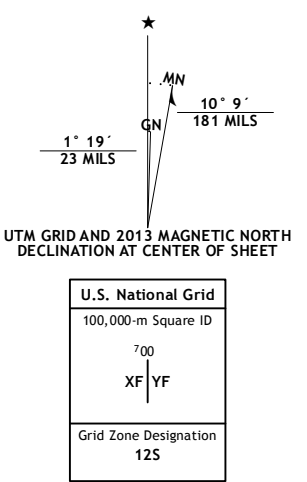 ★
MN
10° 9´
181 MILS
GN
1° 19´
23 MILS
UTM GRID AND 2013 MAGNETIC NORTH
DECLINATION AT CENTER OF SHEET
U.S. National Grid
100,000-m Square ID
⁷00
XF YF
Grid Zone Designation
12S